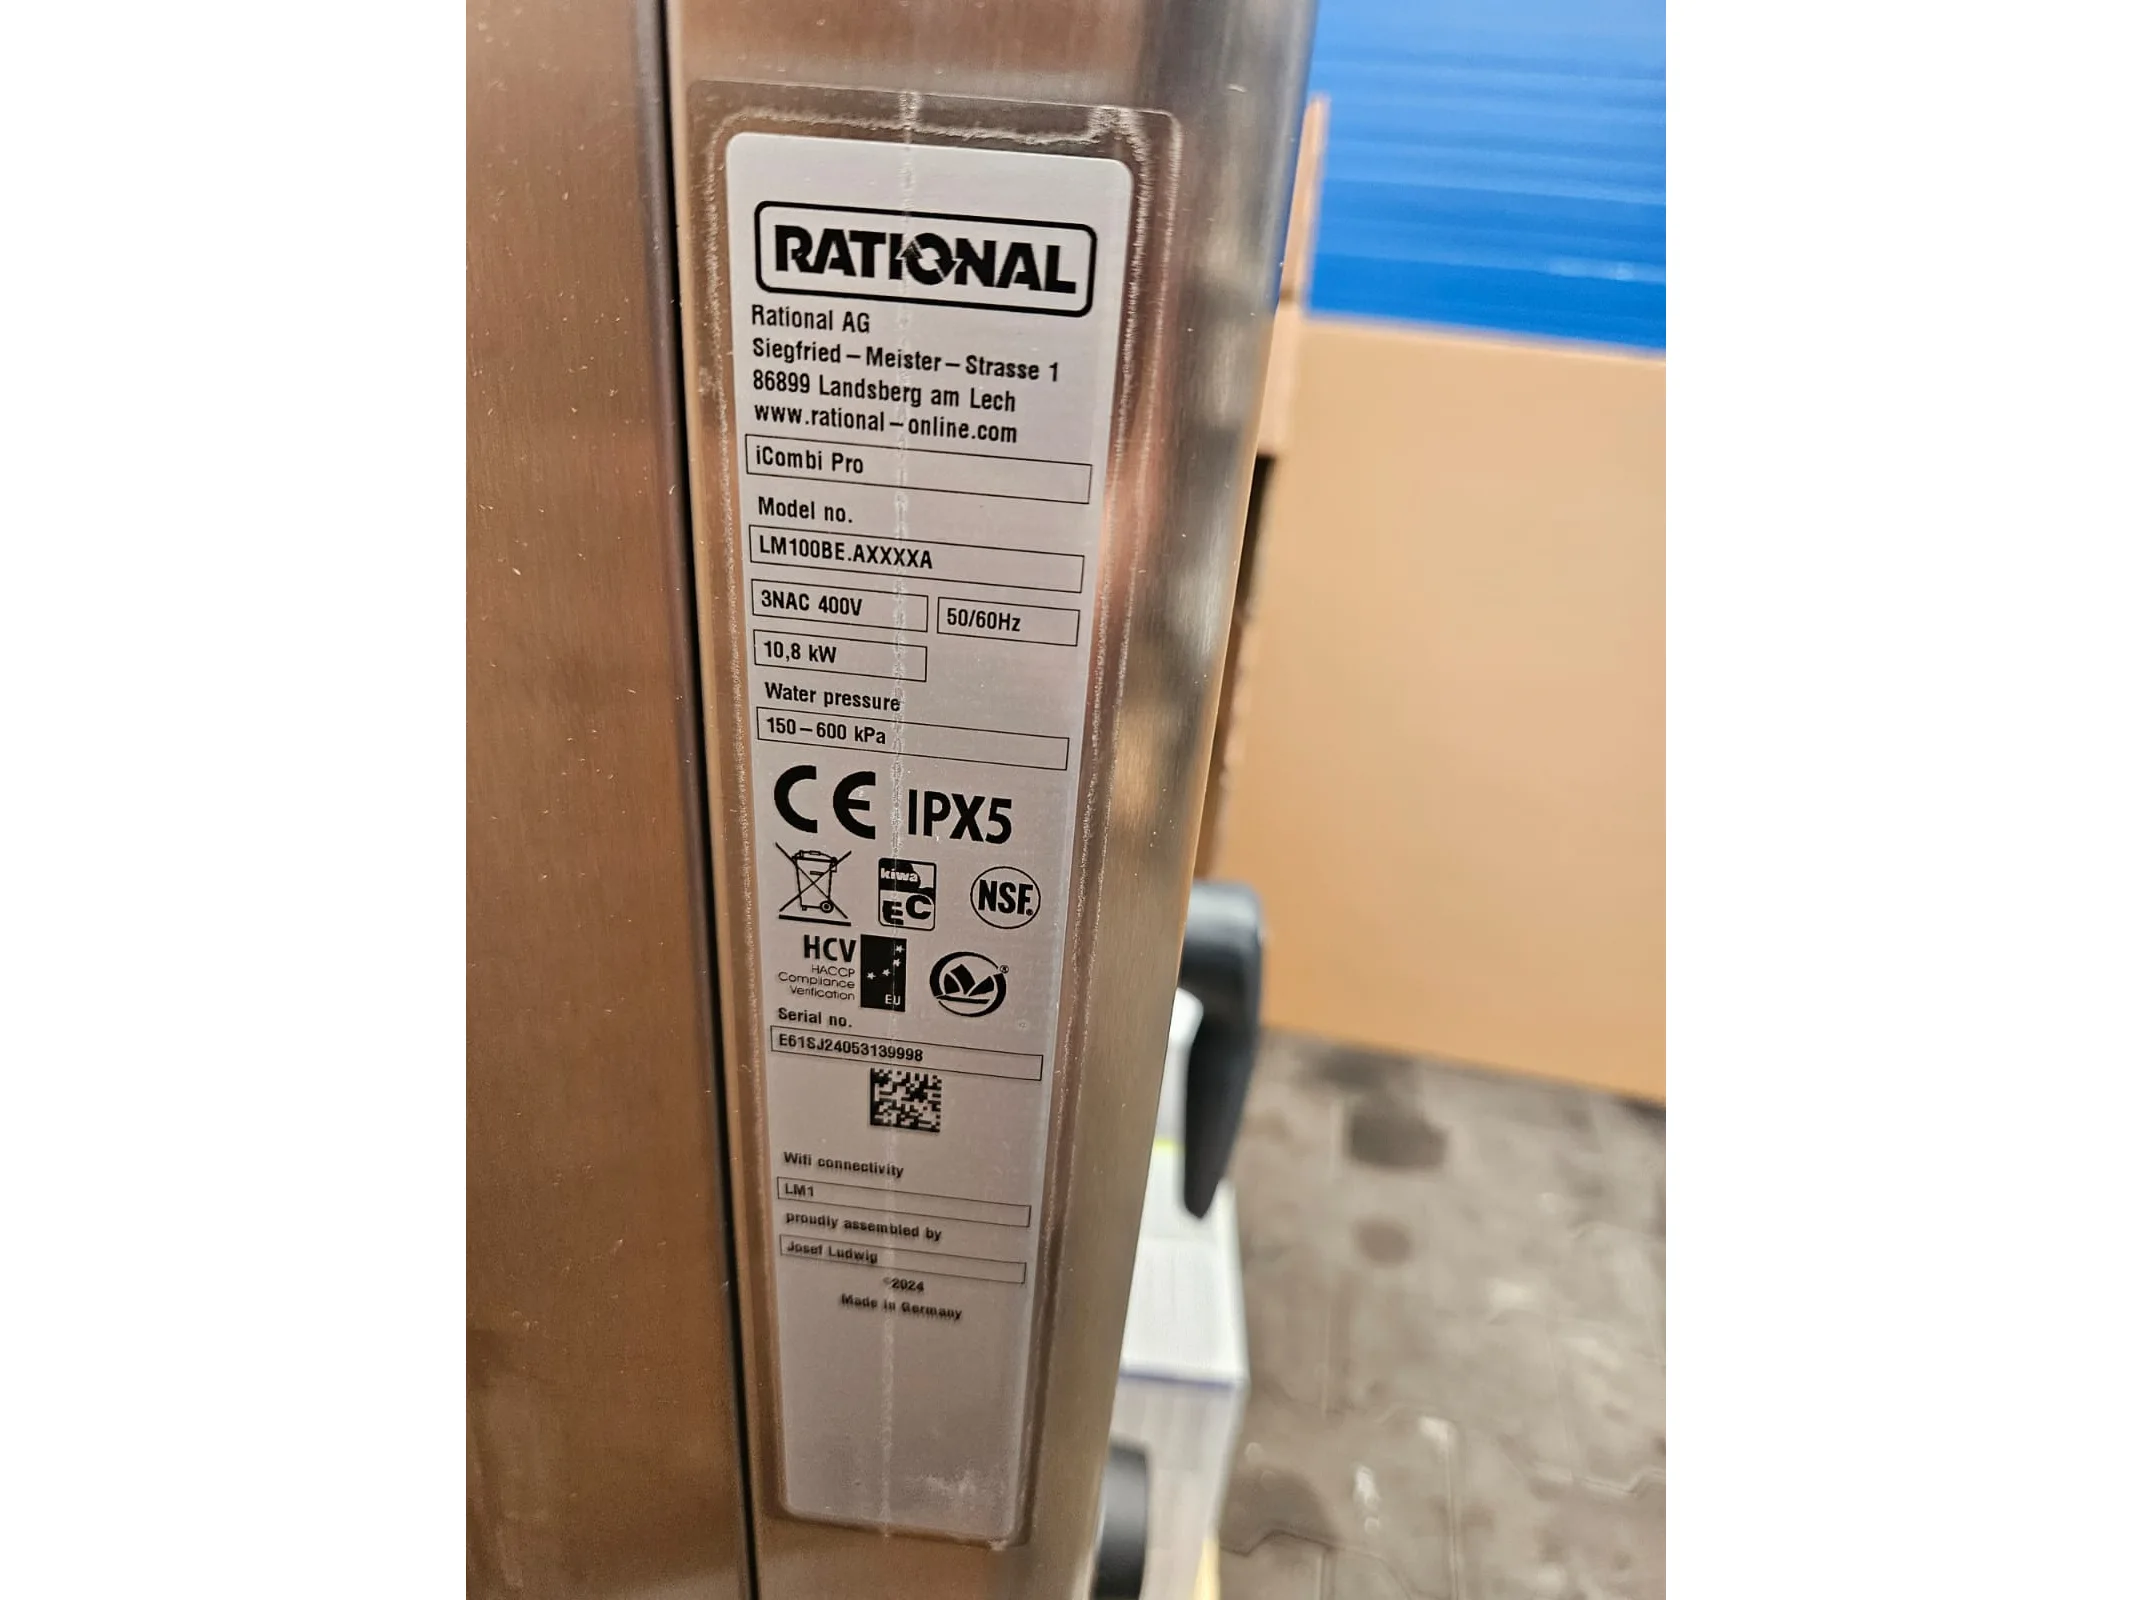 RATIONAL
Rational AG
Siegfried – Meister – Strasse 1
86899 Landsberg am Lech
www.rational – online.com
iCombi Pro
Model no.
LM100BE.AXXXXA
3NAC 400V 50/60Hz
10,8 kW
Water pressure
150 – 600 kPa
CE IPX5
kiwa
EC
NSF.
HCV
HACCP
Compliance
Verification
EU
®
Serial no.
E61SJ24053139998
Wifi connectivity
LM1
proudly assembled by
Josef Ludwig
©2024
Made in Germany